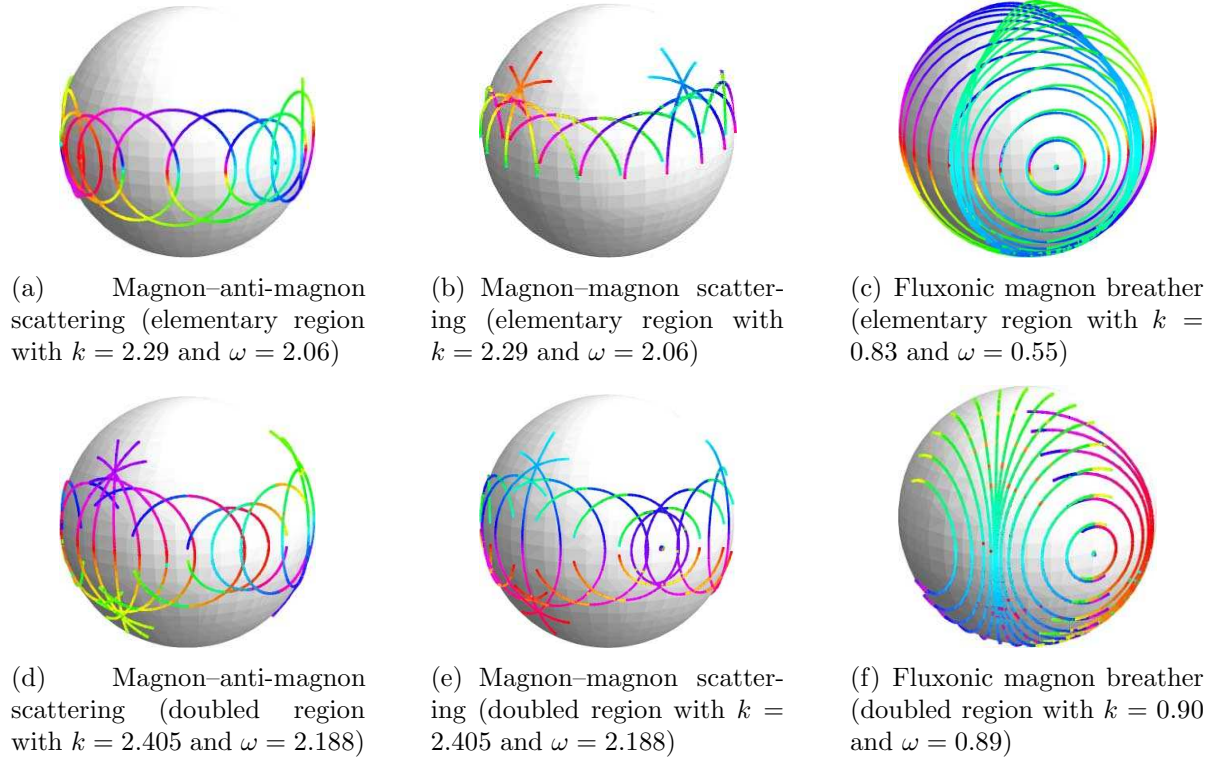 (a) Magnon–anti-magnon
scattering (elementary region
with k = 2.29 and ω = 2.06)
(b) Magnon–magnon scatter-
ing (elementary region with
k = 2.29 and ω = 2.06)
(c) Fluxonic magnon breather
(elementary region with k =
0.83 and ω = 0.55)
(d) Magnon–anti-magnon
scattering (doubled region
with k = 2.405 and ω = 2.188)
(e) Magnon–magnon scatter-
ing (doubled region with k =
2.405 and ω = 2.188)
(f) Fluxonic magnon breather
(doubled region with k = 0.90
and ω = 0.89)